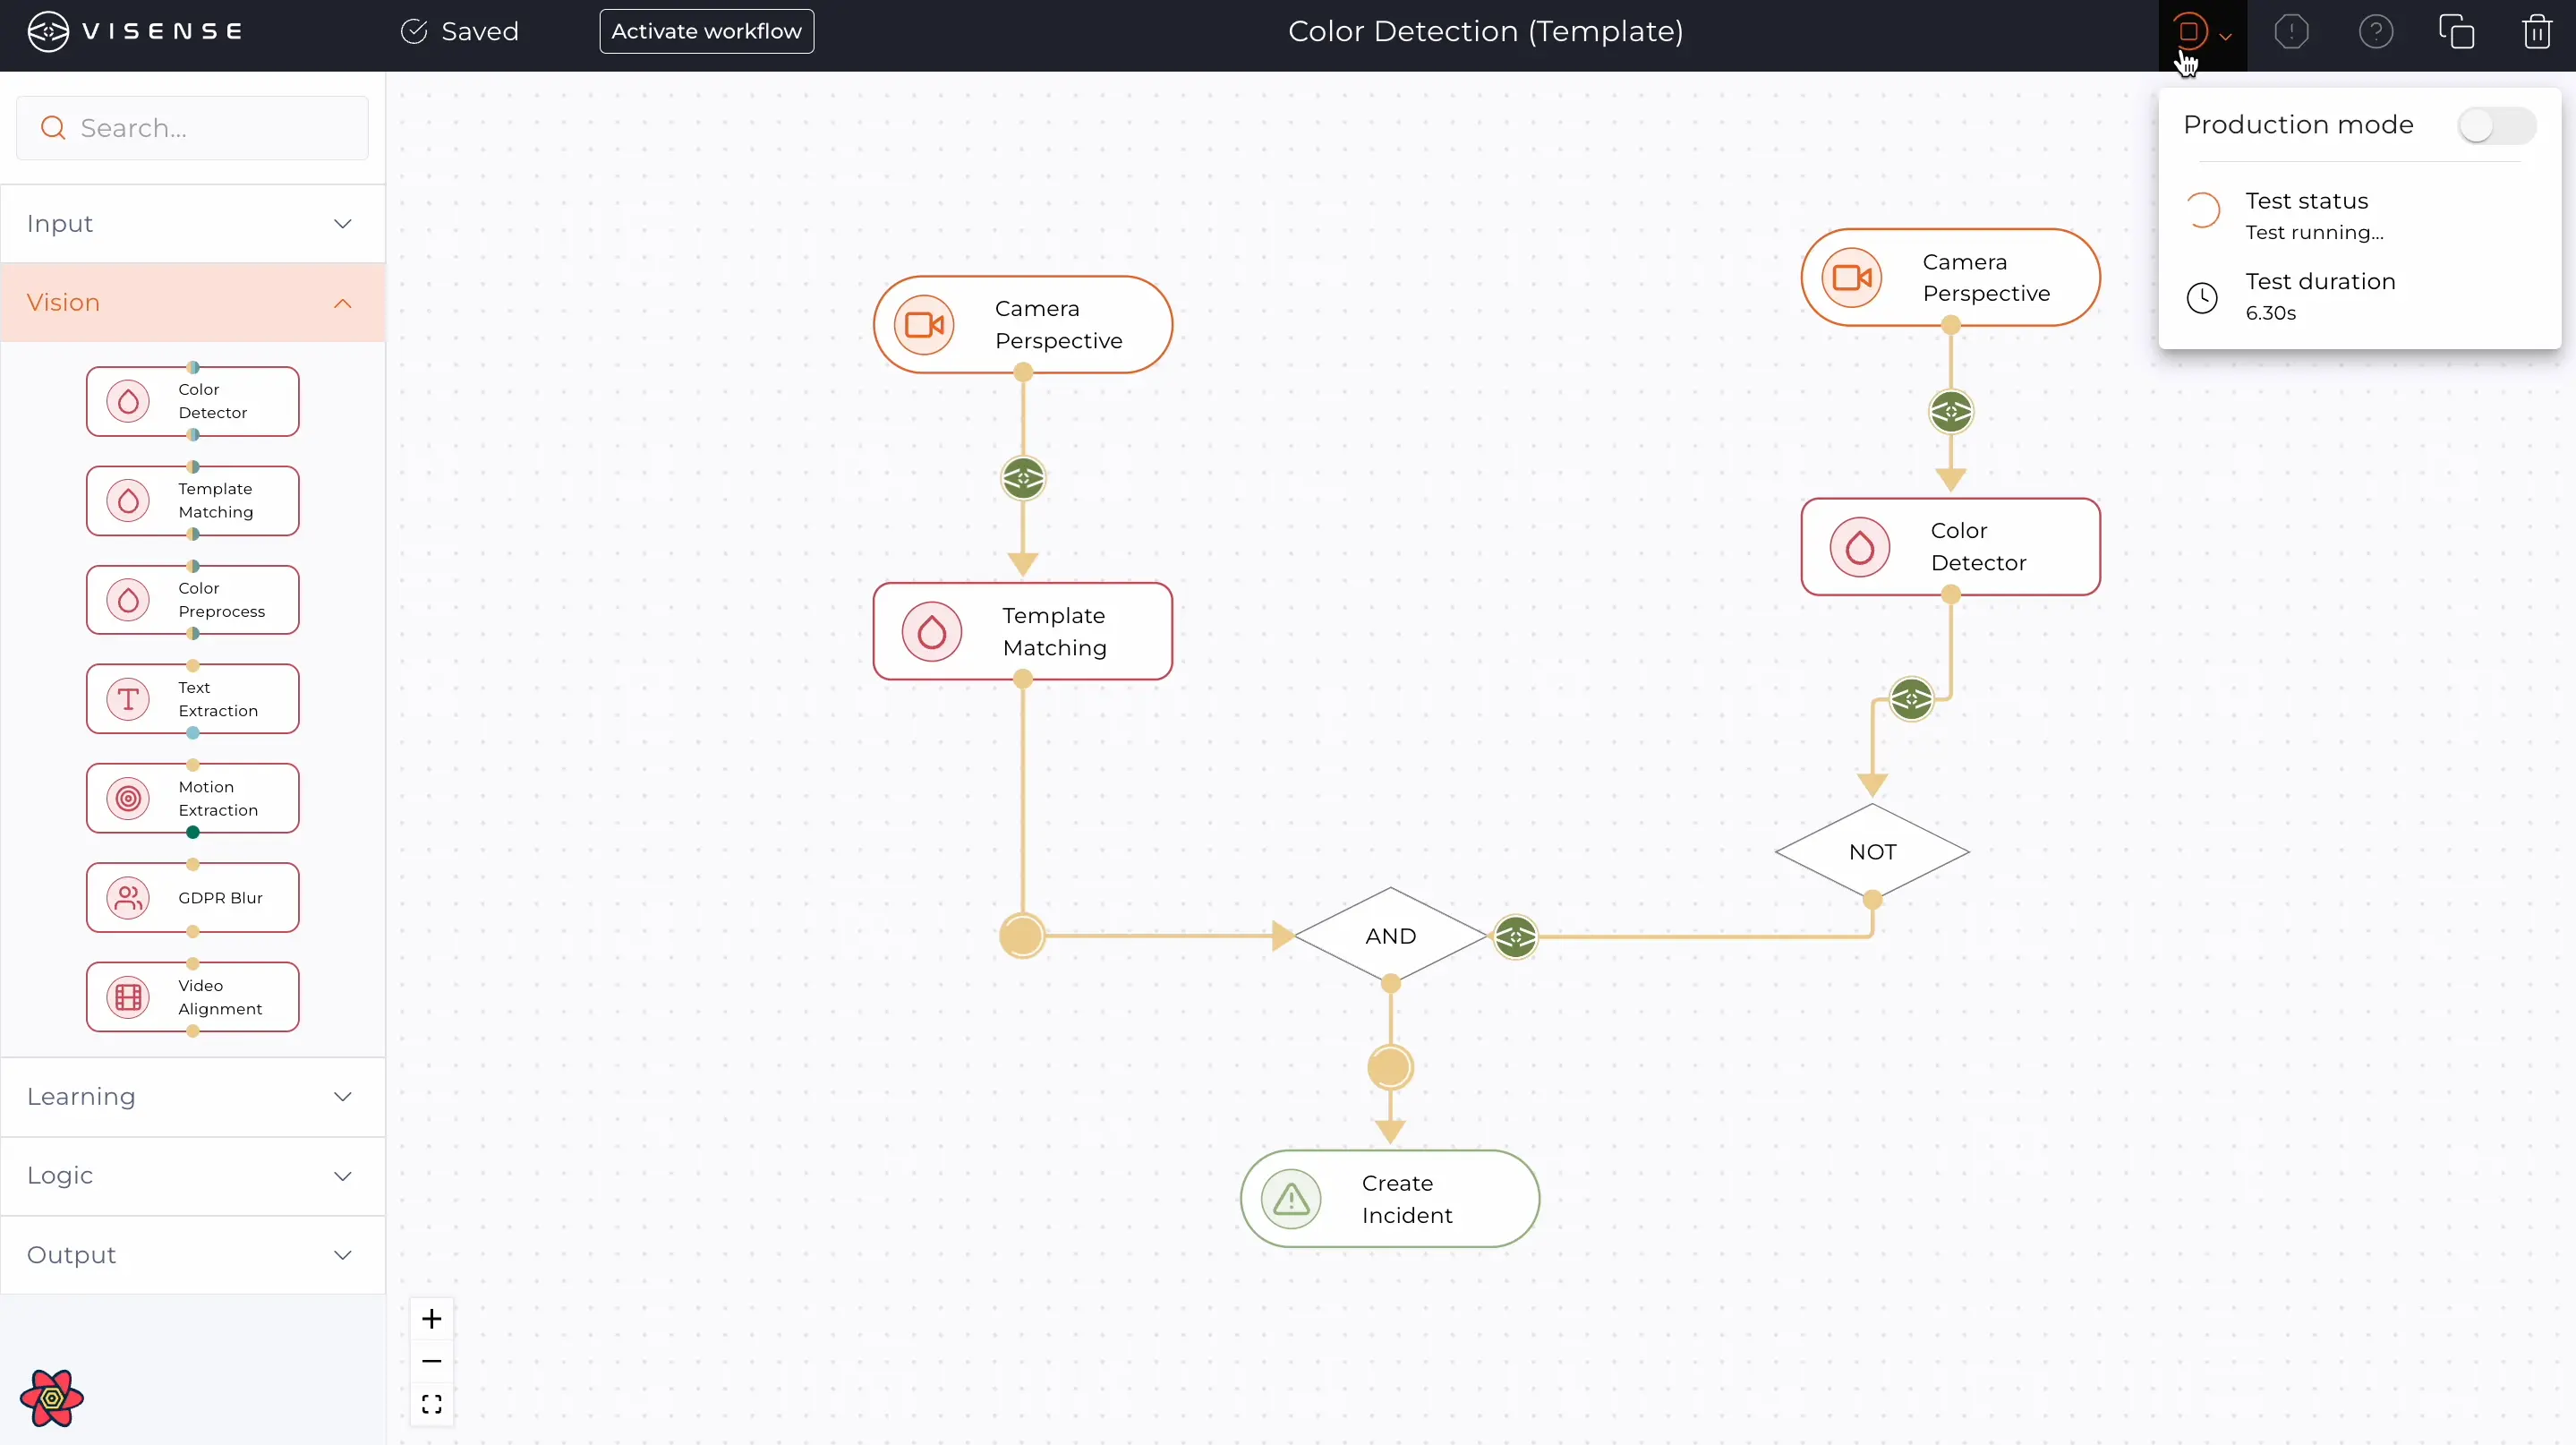 VISENSE
Saved
Activate workflow
Color Detection (Template)
Search...
Production mode
Test status
Test running...
Test duration
6.30s
Input
Vision
Color
Detector
Template
Matching
Color
Preprocess
Text
Extraction
Motion
Extraction
GDPR Blur
Video
Alignment
Learning
Logic
Output
Camera
Perspective
Template
Matching
Camera
Perspective
Color
Detector
NOT
AND
Create
Incident